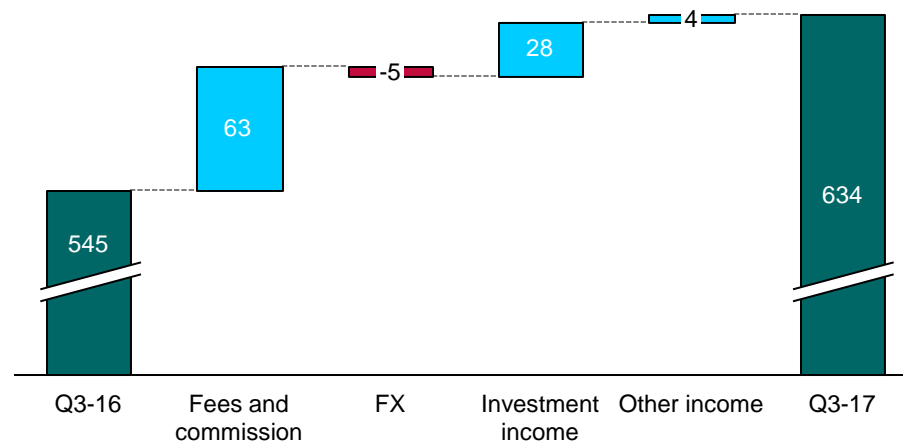 4
28
-5
63
634
545
Q3-16
Fees and
commission
FX
Investment
income
Other income
Q3-17